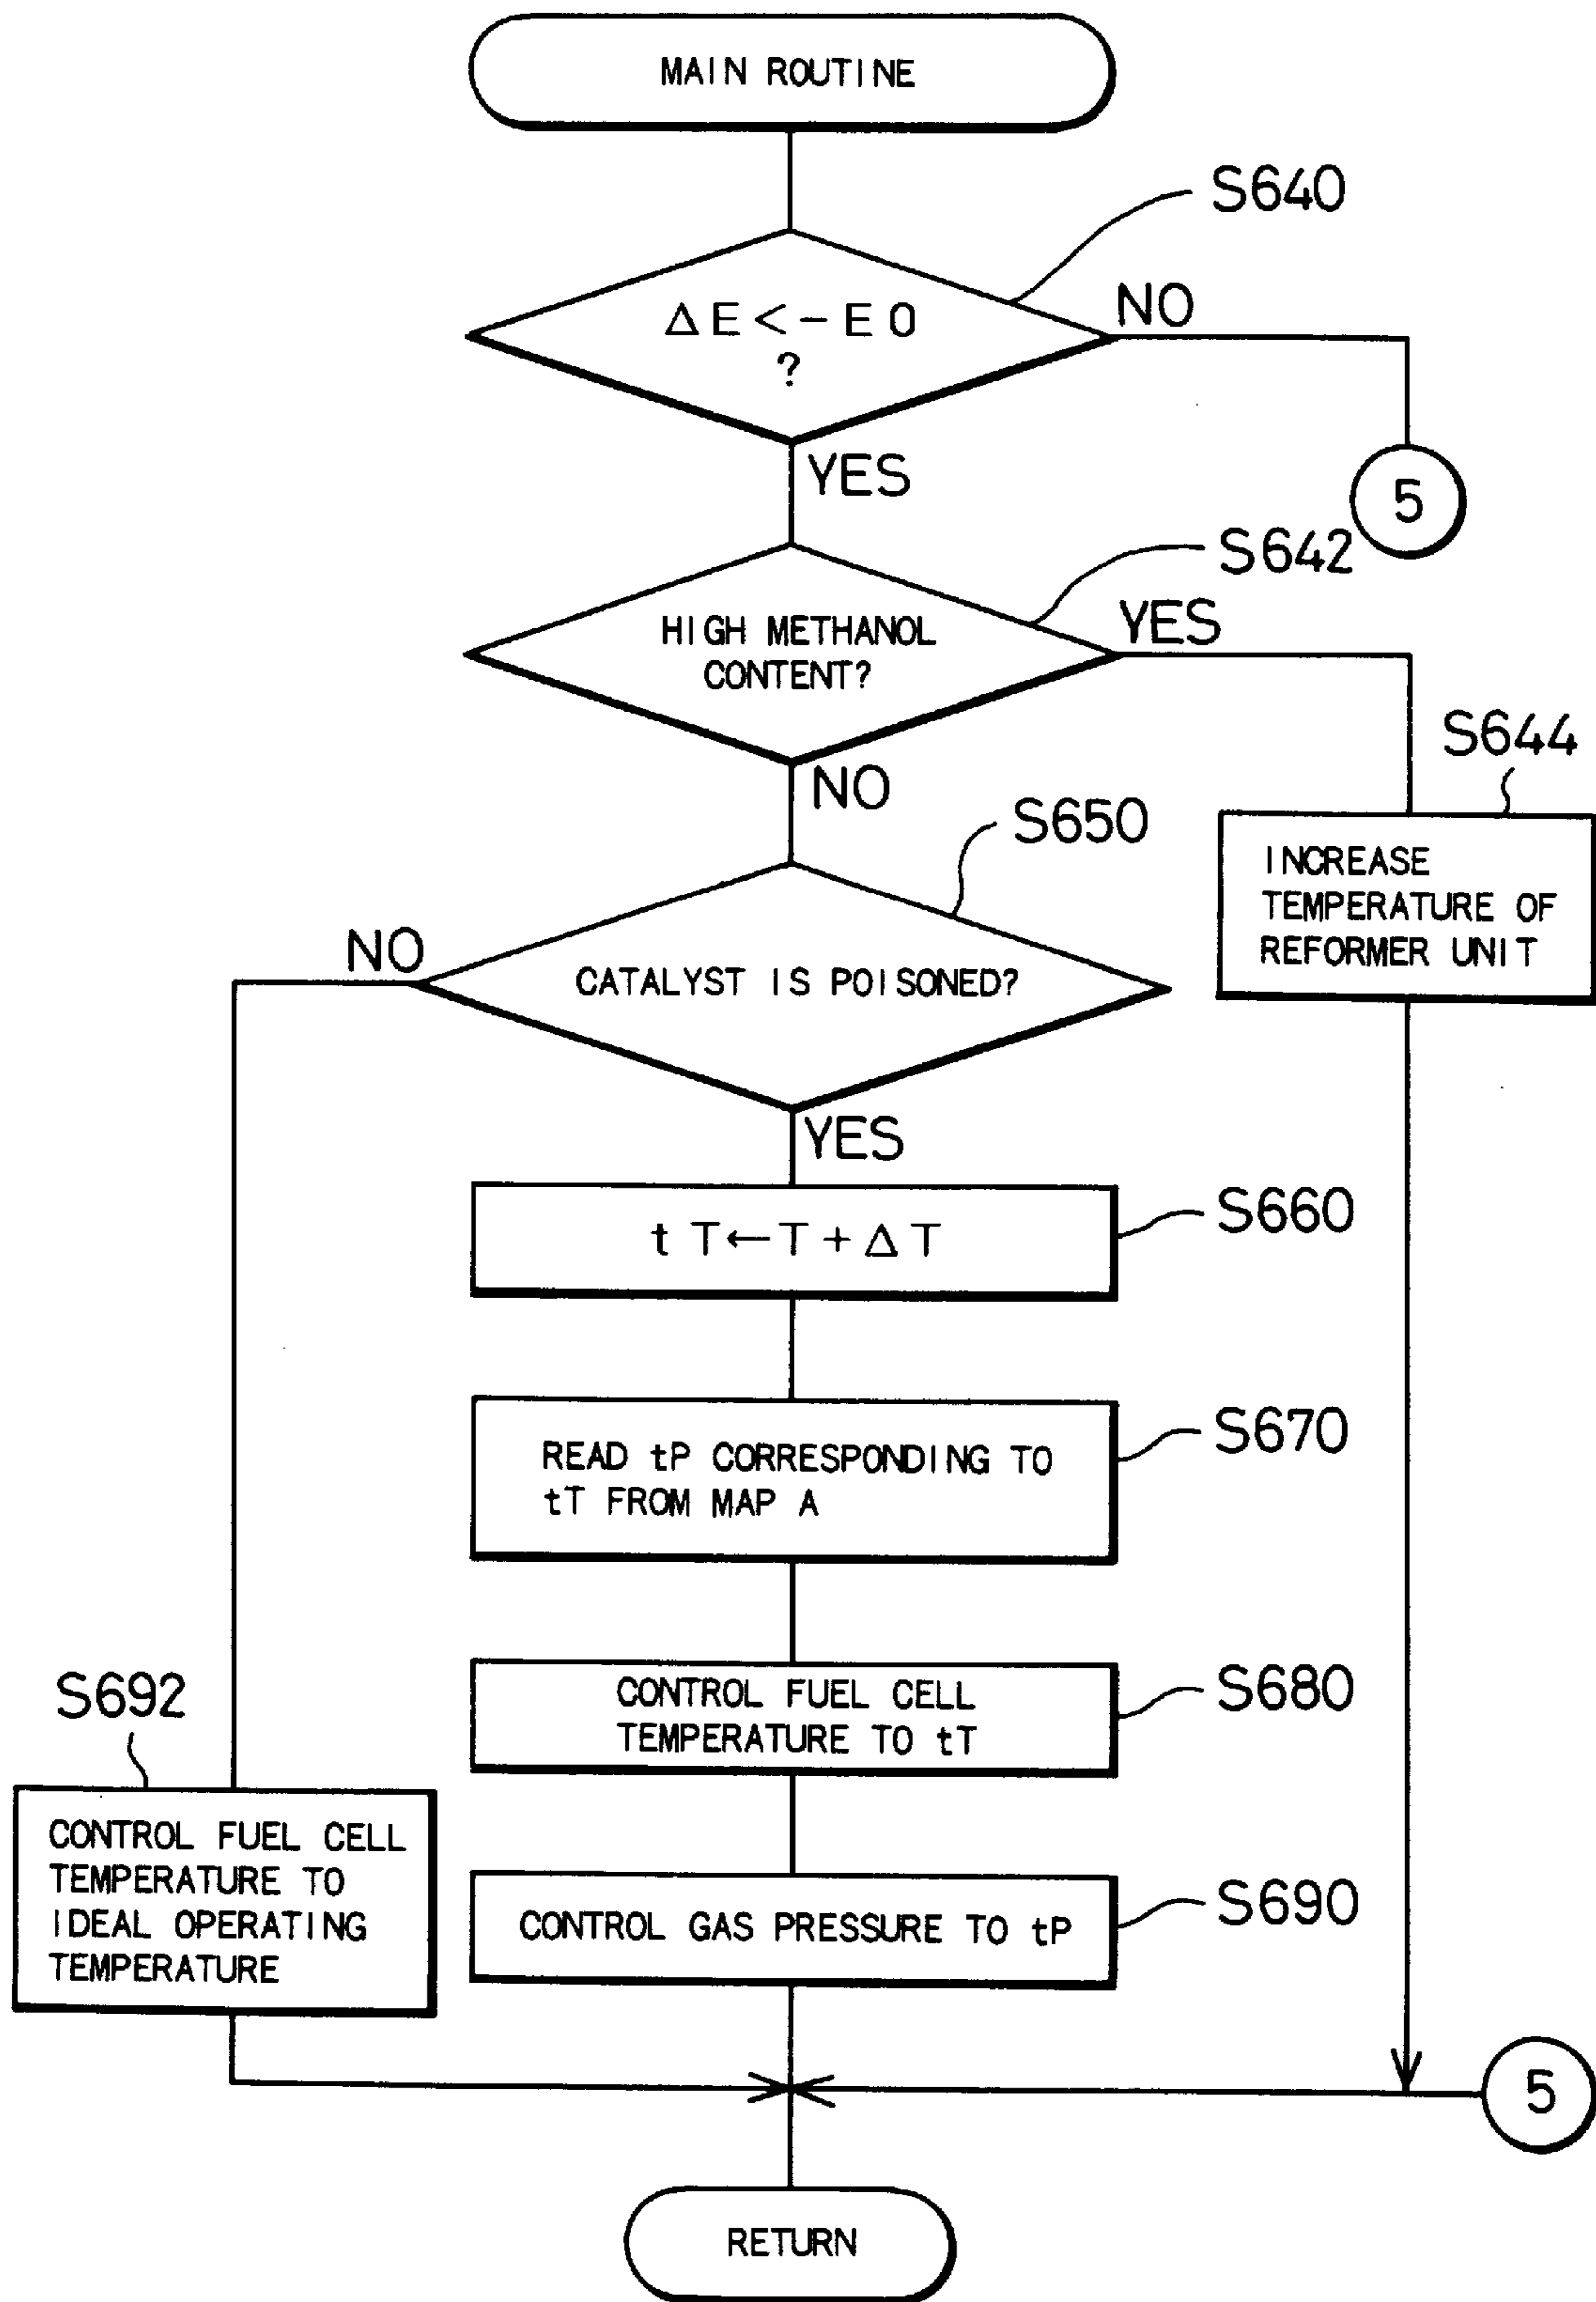 MAIN ROUTINE
S640
ΔE<-E0
?
NO
YES
5
S642
HIGH METHANOL
CONTENT?
YES
NO
S644
INCREASE
TEMPERATURE OF
REFORMER UNIT
S650
NO
CATALYST IS POISONED?
YES
S660
tT←T+ΔT
S670
READ tP CORRESPONDING TO
tT FROM MAP A
S680
CONTROL FUEL CELL
TEMPERATURE TO tT
S692
CONTROL FUEL CELL
TEMPERATURE TO
IDEAL OPERATING
TEMPERATURE
S690
CONTROL GAS PRESSURE TO tP
5
RETURN